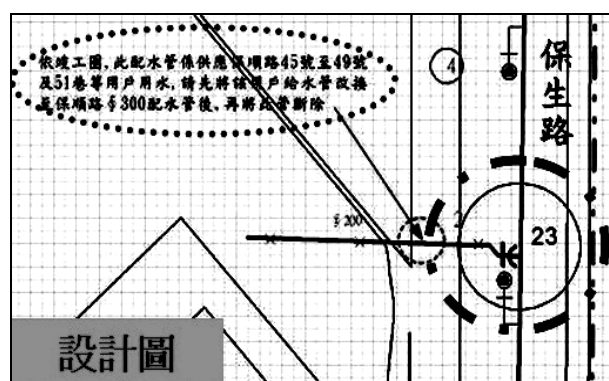 依竣工圖, 此配水管係供應保順路45號至49號
及51巷等用戶用水, 請先將該用戶給水管改接
至保順路∮300配水管後、再將改管斷除
保生路
4
∮200
2
23
設計圖